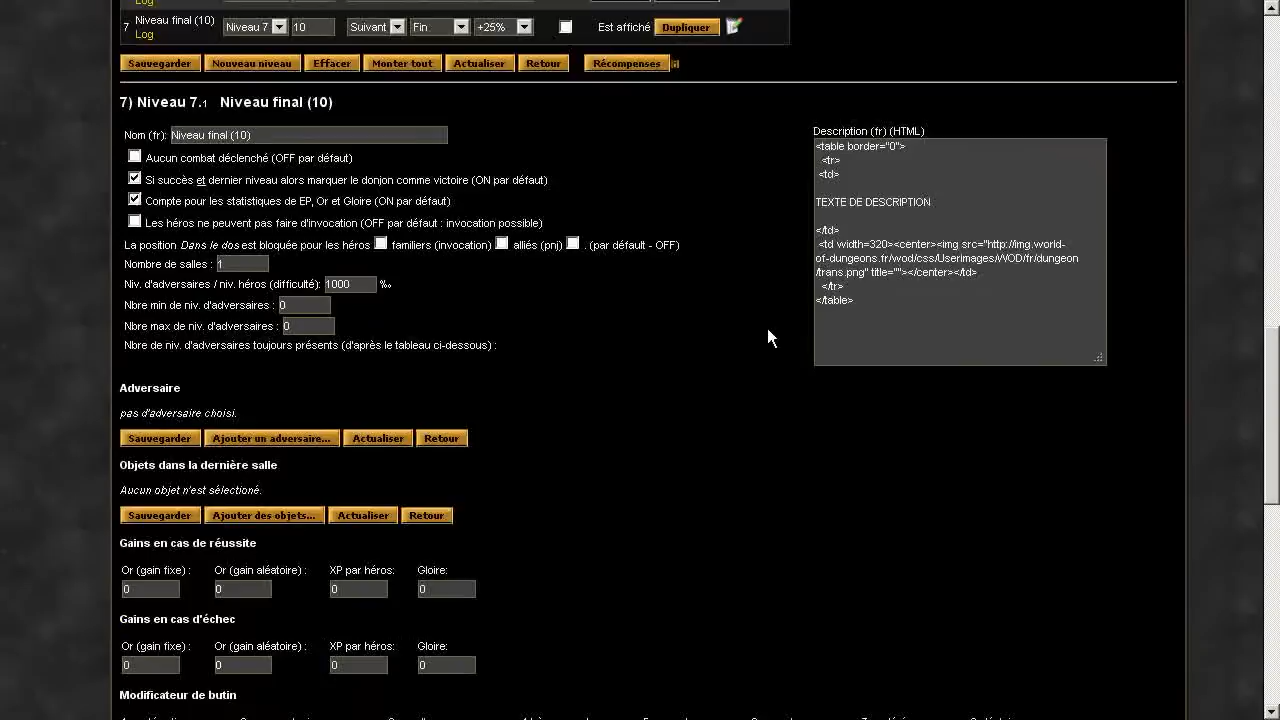 Log
7 Niveau final (10) Niveau 7 10 Suivant Fin +25% Est affiché Dupliquer
Log
Sauvegarder Nouveau niveau Effacer Monter tout Actualiser Retour Récompenses
7) Niveau 7.1 Niveau final (10)
Description (fr) (HTML)
Nom (fr): Niveau final (10)
Aucun combat déclenché (OFF par défaut)
Si succès et dernier niveau alors marquer le donjon comme victoire (ON par défaut)
Compte pour les statistiques de EP, Or et Gloire (ON par défaut)
Les héros ne peuvent pas faire d'invocation (OFF par défaut : invocation possible)
La position Dans le dos est bloquée pour les héros familiers (invocation) alliés (pnj) . (par défault - OFF)
Nombre de salles : 1
Niv. d'adversaires / niv. héros (difficulté): 1000 ‰
Nbre min de niv. d'adversaires : 0
Nbre max de niv. d'adversaires : 0
Nbre de niv. d'adversaires toujours présents (d'après le tableau ci-dessous) :
<table border="0">
<tr>
<td>
TEXTE DE DESCRIPTION
</td>
<td width=320><center><img src="http://img.world-
of-dungeons.fr/wod/css/UserImages/WOD/fr/dungeon
/trans.png" title=""></center></td>
</tr>
</table>
Adversaire
pas d'adversaire choisi.
Sauvegarder Ajouter un adversaire... Actualiser Retour
Objets dans la dernière salle
Aucun objet n'est sélectioné.
Sauvegarder Ajouter des objets... Actualiser Retour
Gains en cas de réussite
Or (gain fixe) : Or (gain aléatoire) : XP par héros: Gloire:
0 0 0 0
Gains en cas d'échec
Or (gain fixe) : Or (gain aléatoire) : XP par héros: Gloire:
0 0 0 0
Modificateur de butin